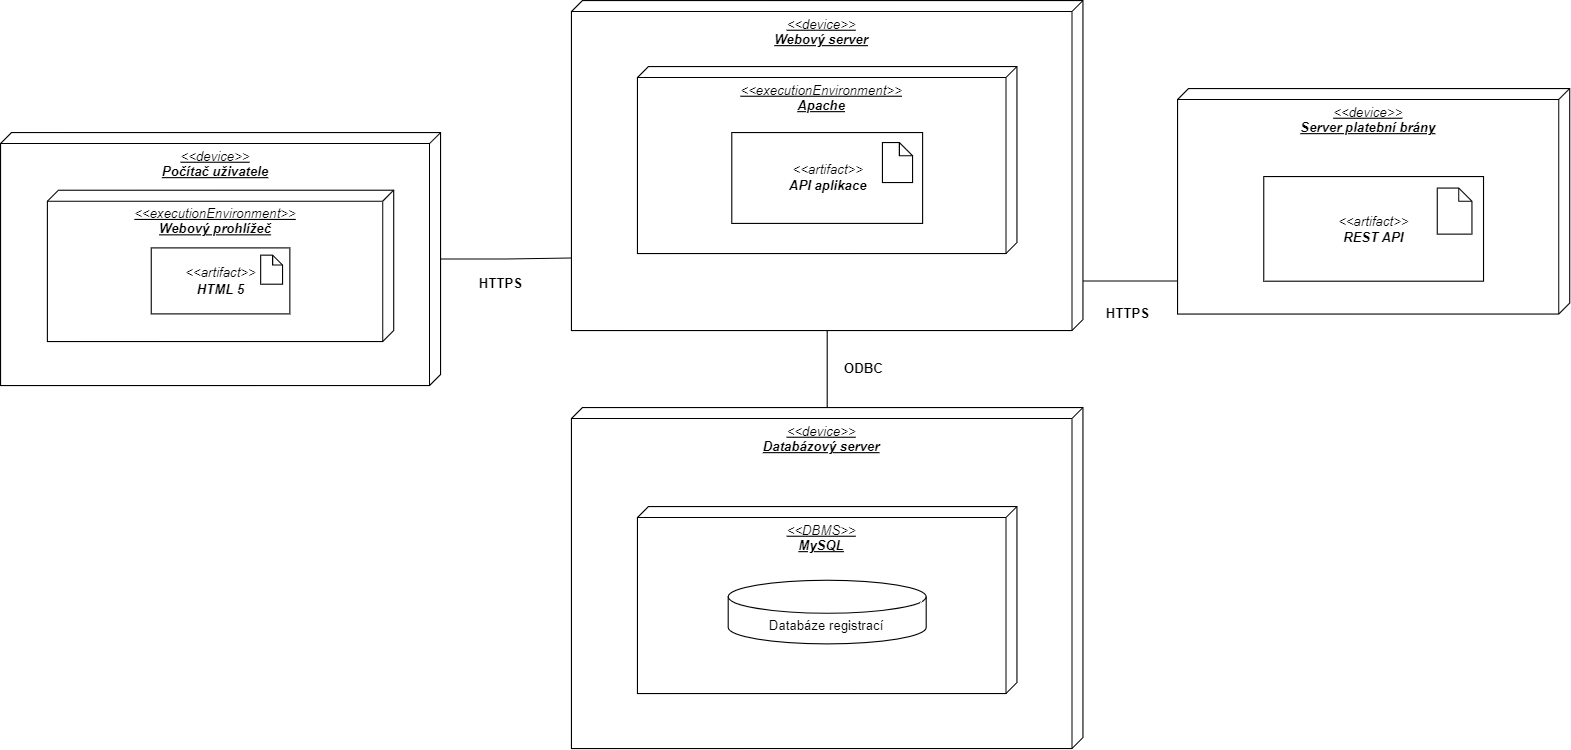 <<device>>
Webový server
<<executionEnvironment>>
Apache
<<artifact>>
API aplikace
<<device>>
Server platební brány
<<artifact>>
REST API
<<device>>
Počítač uživatele
<<executionEnvironment>>
Webový prohlížeč
<<artifact>>
HTML 5
HTTPS
HTTPS
ODBC
<<device>>
Databázový server
<<DBMS>>
MySQL
Databáze registrací